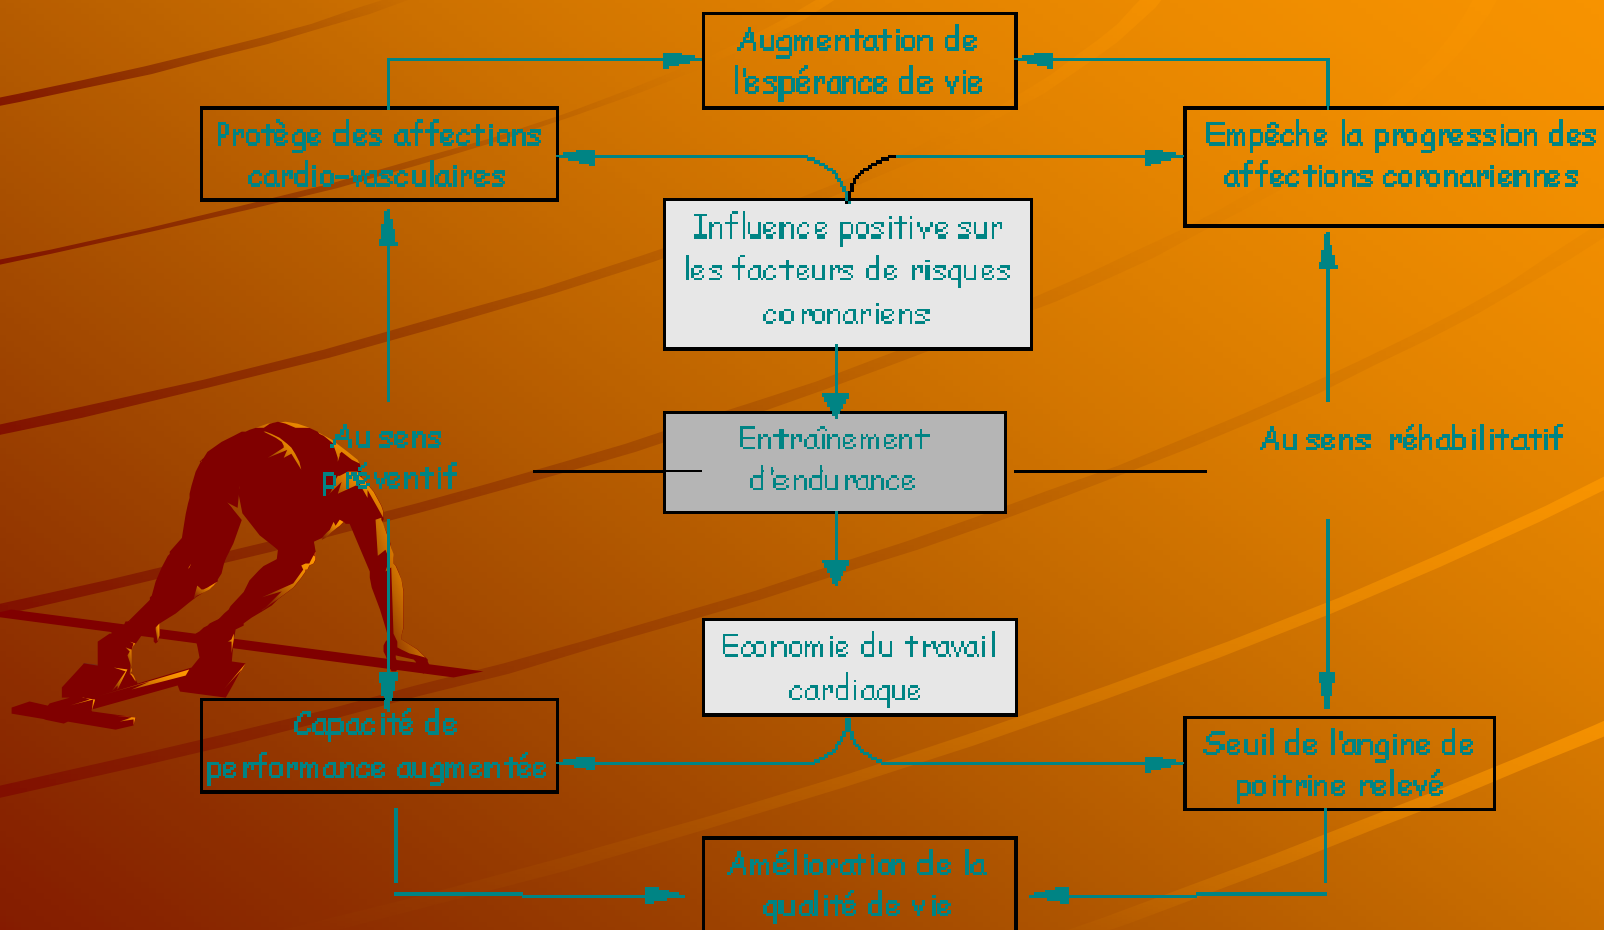 Augmentation de
l'espérance de vie
Protège des affections
cardio-vasculaires
Empêche la progression des
affections coronariennes
Influence positive sur
les facteurs de risques
coronariens
Au sens
préventif
Entraînement
d'endurance
Au sens réhabilitatif
Economie du travail
cardiaque
Capacité de
performance augmentée
Seuil de l'angine de
poitrine relevé
Amélioration de la
qualité de vie